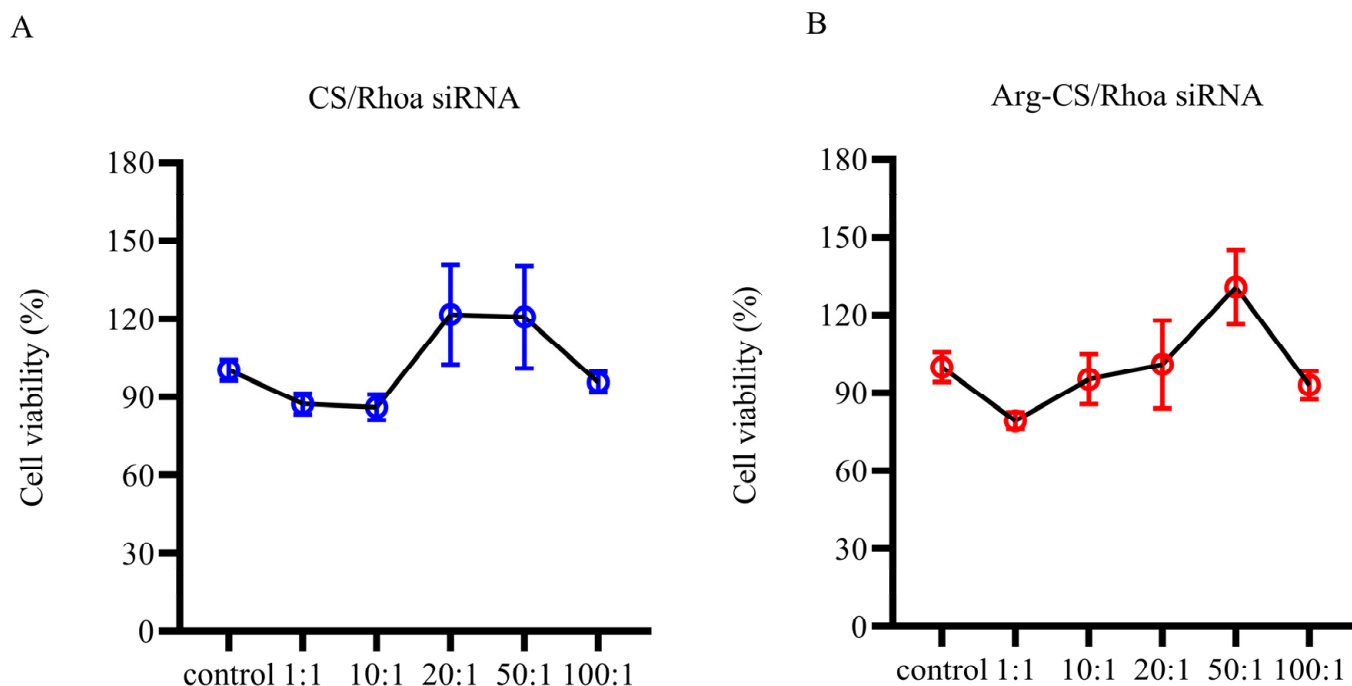 A
CS/Rhoa siRNA
Cell viability (%)
180
150
120
90
60
30
0
control 1:1 10:1 20:1 50:1 100:1
B
Arg-CS/Rhoa siRNA
Cell viability (%)
180
150
120
90
60
30
0
control 1:1 10:1 20:1 50:1 100:1